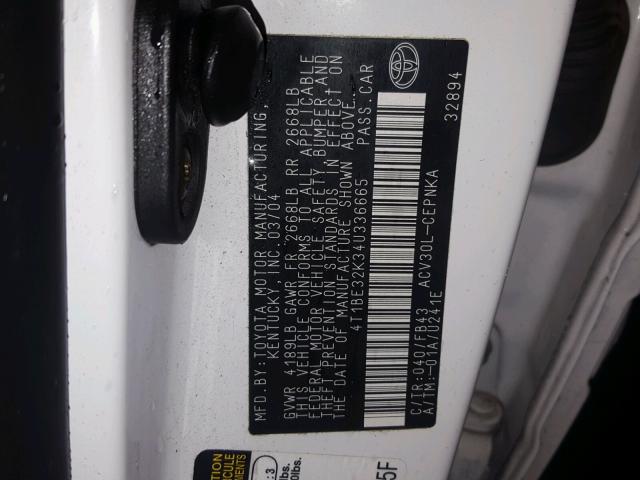 MFD.BY:TOYOTA MOTOR MANUFACTURING,
KENTUCKY, INC.03/04
GVWR 4189LB GAWR FR 2668LB RR 2668LB
THIS VEHICLE CONFORMS TO ALL APPLICABLE
FEDERAL MOTOR VEHICLE SAFETY, BUMPER AND
THEFT PREVENTION STANDARDS IN EFFECT ON
THE DATE OF MANUFACTURE SHOWN ABOVE.
4T1BE32K34U336665 PASS.CAR
C/TR:040/FB43 ACV30L-CEPNKA
A/TM:-01A/U241E
32894
TOYOTA
5F